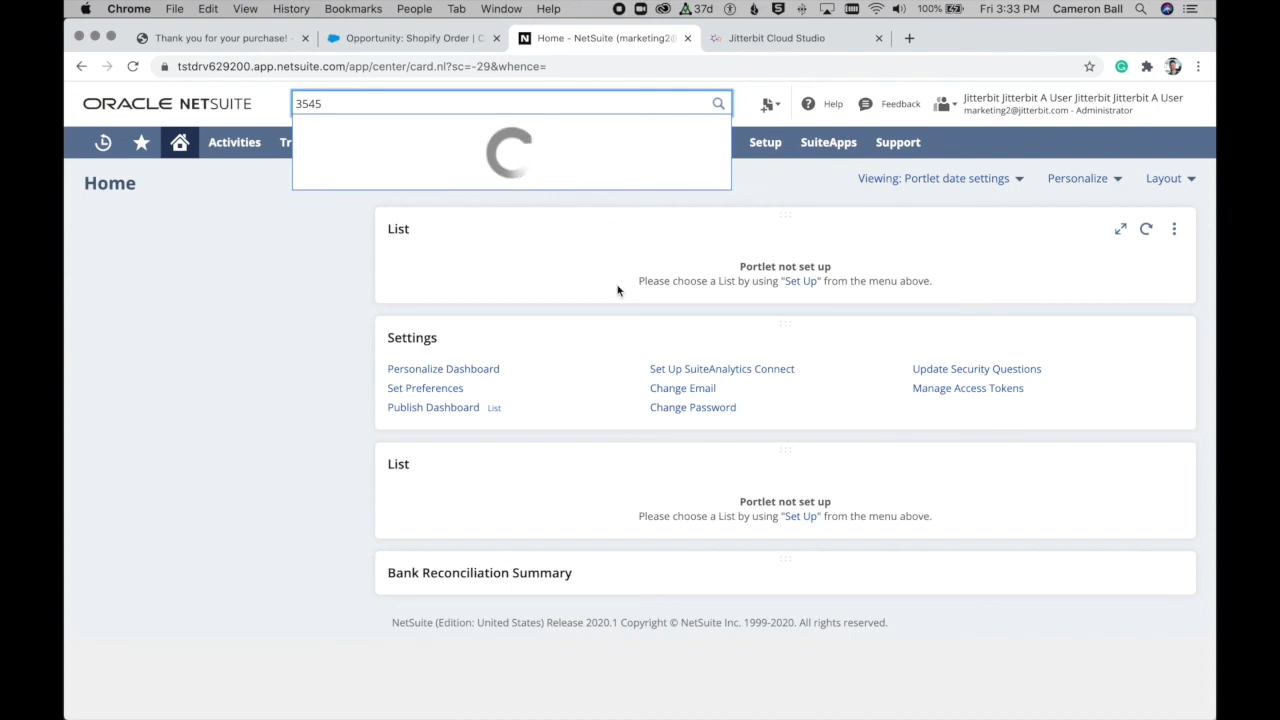 Chrome File Edit View History Bookmarks People Tab Window Help 37d 100% Fri 3:33 PM Cameron Ball
Thank you for your purchase! - Opportunity: Shopify Order | C Home - NetSuite (marketing2@ Jitterbit Cloud Studio
tstdrv629200.app.netsuite.com/app/center/card.nl?sc=-29&whence=
ORACLE NETSUITE 3545 Help Feedback Jitterbit Jitterbit A User Jitterbit Jitterbit A User
marketing2@jitterbit.com - Administrator
Activities Tr Setup SuiteApps Support
Home Viewing: Portlet date settings Personalize Layout
List
Portlet not set up
Please choose a List by using "Set Up" from the menu above.
Settings
Personalize Dashboard Set Up SuiteAnalytics Connect Update Security Questions
Set Preferences Change Email Manage Access Tokens
Publish Dashboard List Change Password
List
Portlet not set up
Please choose a List by using "Set Up" from the menu above.
Bank Reconciliation Summary
NetSuite (Edition: United States) Release 2020.1 Copyright © NetSuite Inc. 1999-2020. All rights reserved.